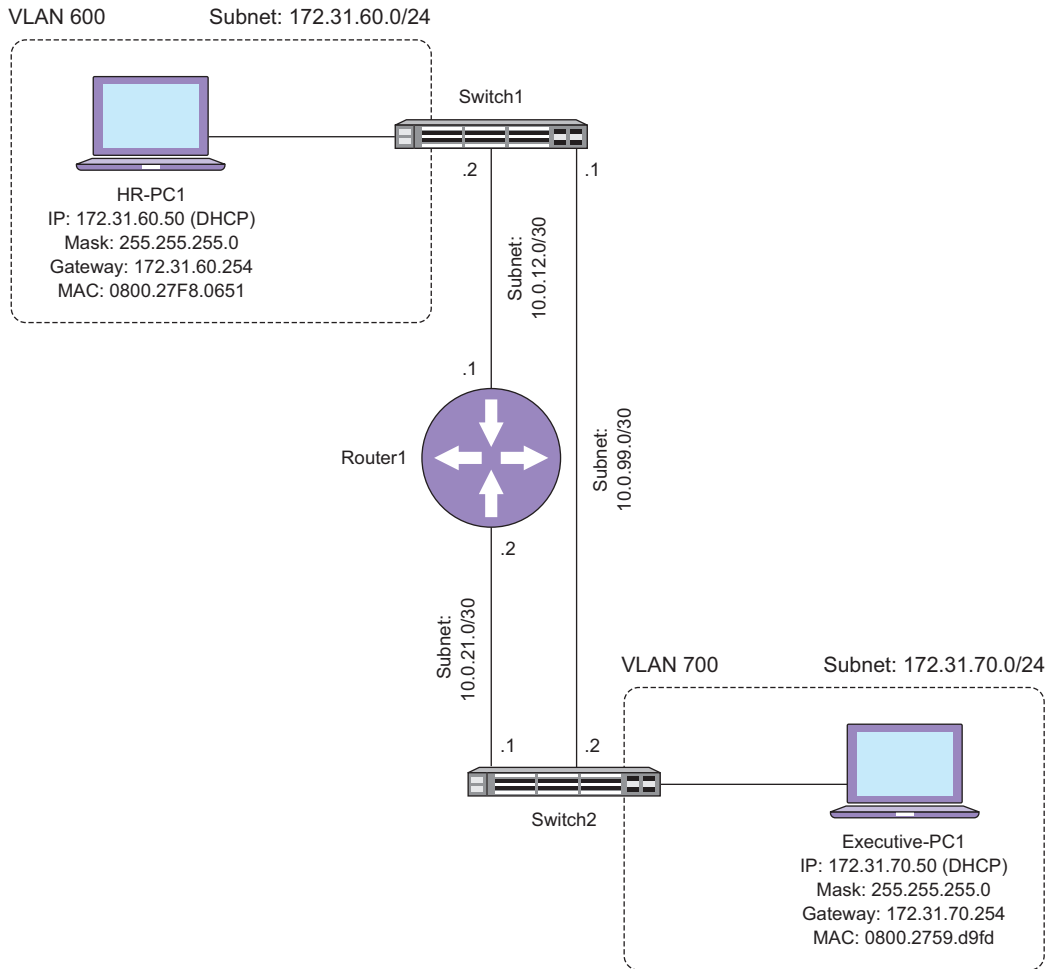 VLAN 600
Subnet: 172.31.60.0/24
Switch1
HR-PC1
IP: 172.31.60.50 (DHCP)
Mask: 255.255.255.0
Gateway: 172.31.60.254
MAC: 0800.27F8.0651
.2
.1
Subnet:
10.0.12.0/30
.1
Router1
Subnet:
10.0.99.0/30
.2
Subnet:
10.0.21.0/30
VLAN 700
Subnet: 172.31.70.0/24
.1
.2
Switch2
Executive-PC1
IP: 172.31.70.50 (DHCP)
Mask: 255.255.255.0
Gateway: 172.31.70.254
MAC: 0800.2759.d9fd